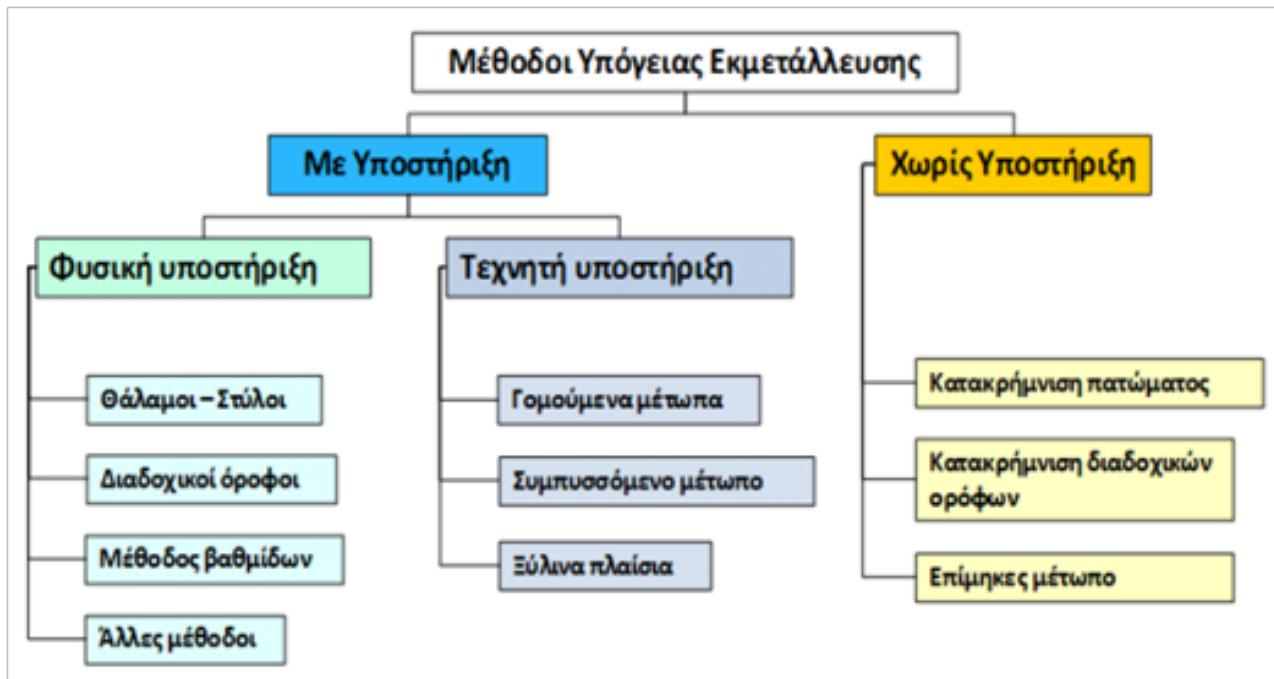 Μέθοδοι Υπόγειας Εκμετάλλευσης
Με Υποστήριξη
Χωρίς Υποστήριξη
Φυσική υποστήριξη
Τεχνητή υποστήριξη
Θάλαμοι – Στύλοι
Διαδοχικοί όροφοι
Μέθοδος βαθμίδων
Άλλες μέθοδοι
Γομούμενα μέτωπα
Συμπυσσόμενο μέτωπο
Ξύλινα πλαίσια
Κατακρήμνιση πατώματος
Κατακρήμνιση διαδοχικών
ορόφων
Επίμηκες μέτωπο